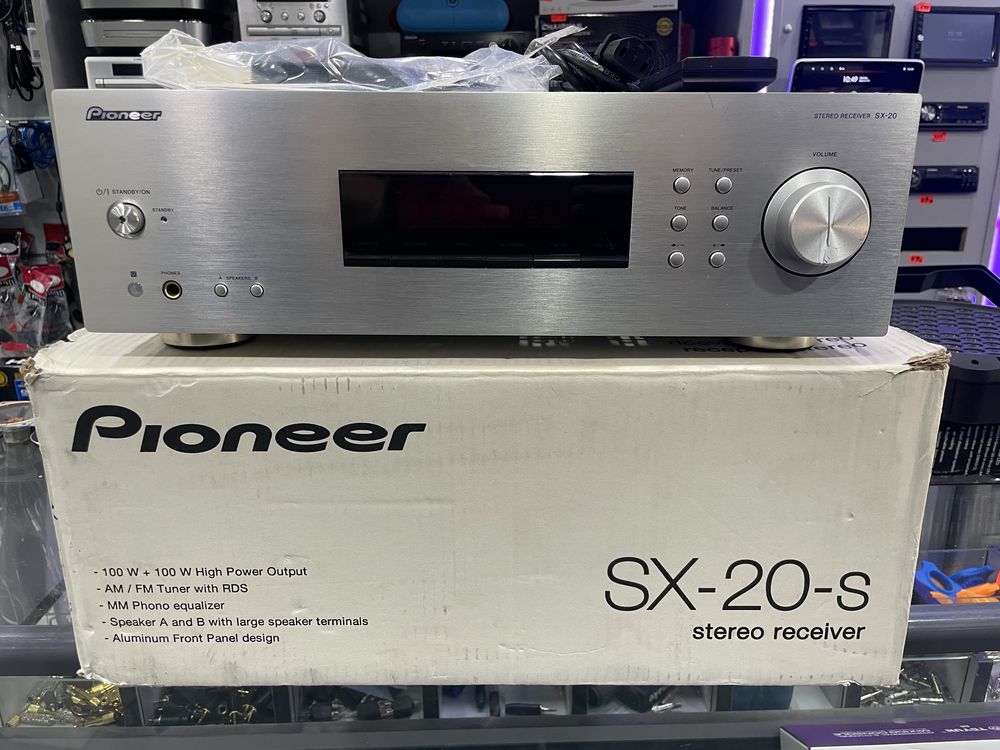 Pioneer
STEREO RECEIVER SX-20
VOLUME
MEMORY
TUNE/PRESET
STANDBY/ON
STANDBY
TONE
BALANCE
PHONES
A SPEAKERS B
10:49
Pioneer
- 100 W + 100 W High Power Output
- AM / FM Tuner with RDS
- MM Phono equalizer
- Speaker A and B with large speaker terminals
- Aluminum Front Panel design
SX-20-s
stereo receiver